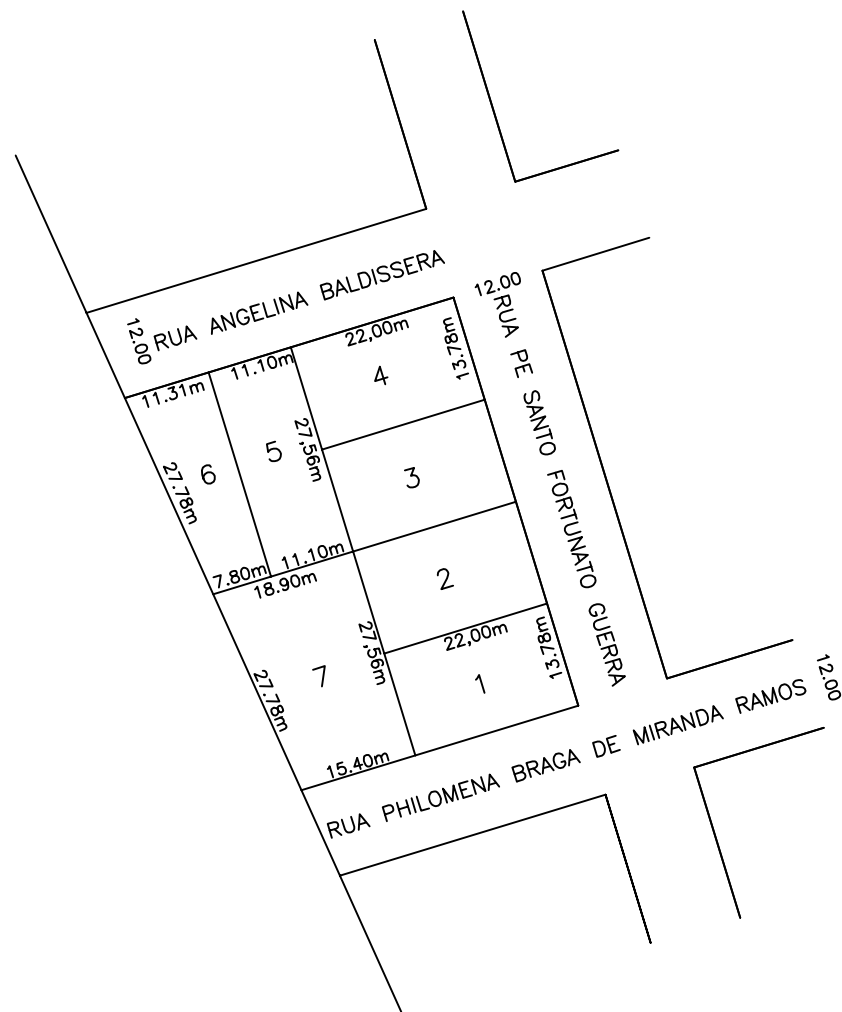 12.00
RUA ANGELINA BALDISSERA
12.00
RUA PE SANTO FORTUNATO GUERRA
11.31m
11.10m
22,00m
13.78m
4
5
6
27,56m
3
27.78m
7.80m
11.10m
18.90m
2
27,56m
22,00m
13.78m
7
1
27.78m
15.40m
RUA PHILOMENA BRAGA DE MIRANDA RAMOS
12.00